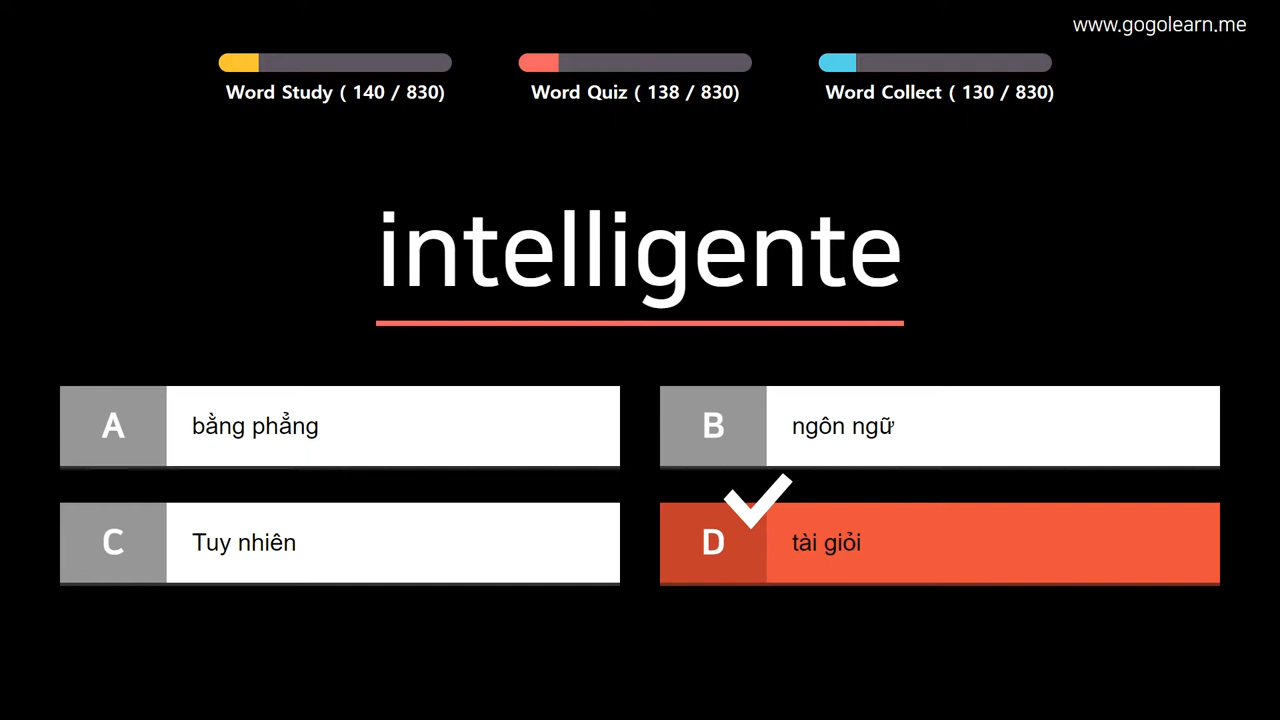 www.gogolearn.me
Word Study ( 140 / 830)
Word Quiz ( 138 / 830)
Word Collect ( 130 / 830)
intelligente
A
bằng phẳng
B
ngôn ngữ
C
Tuy nhiên
D
tài giỏi